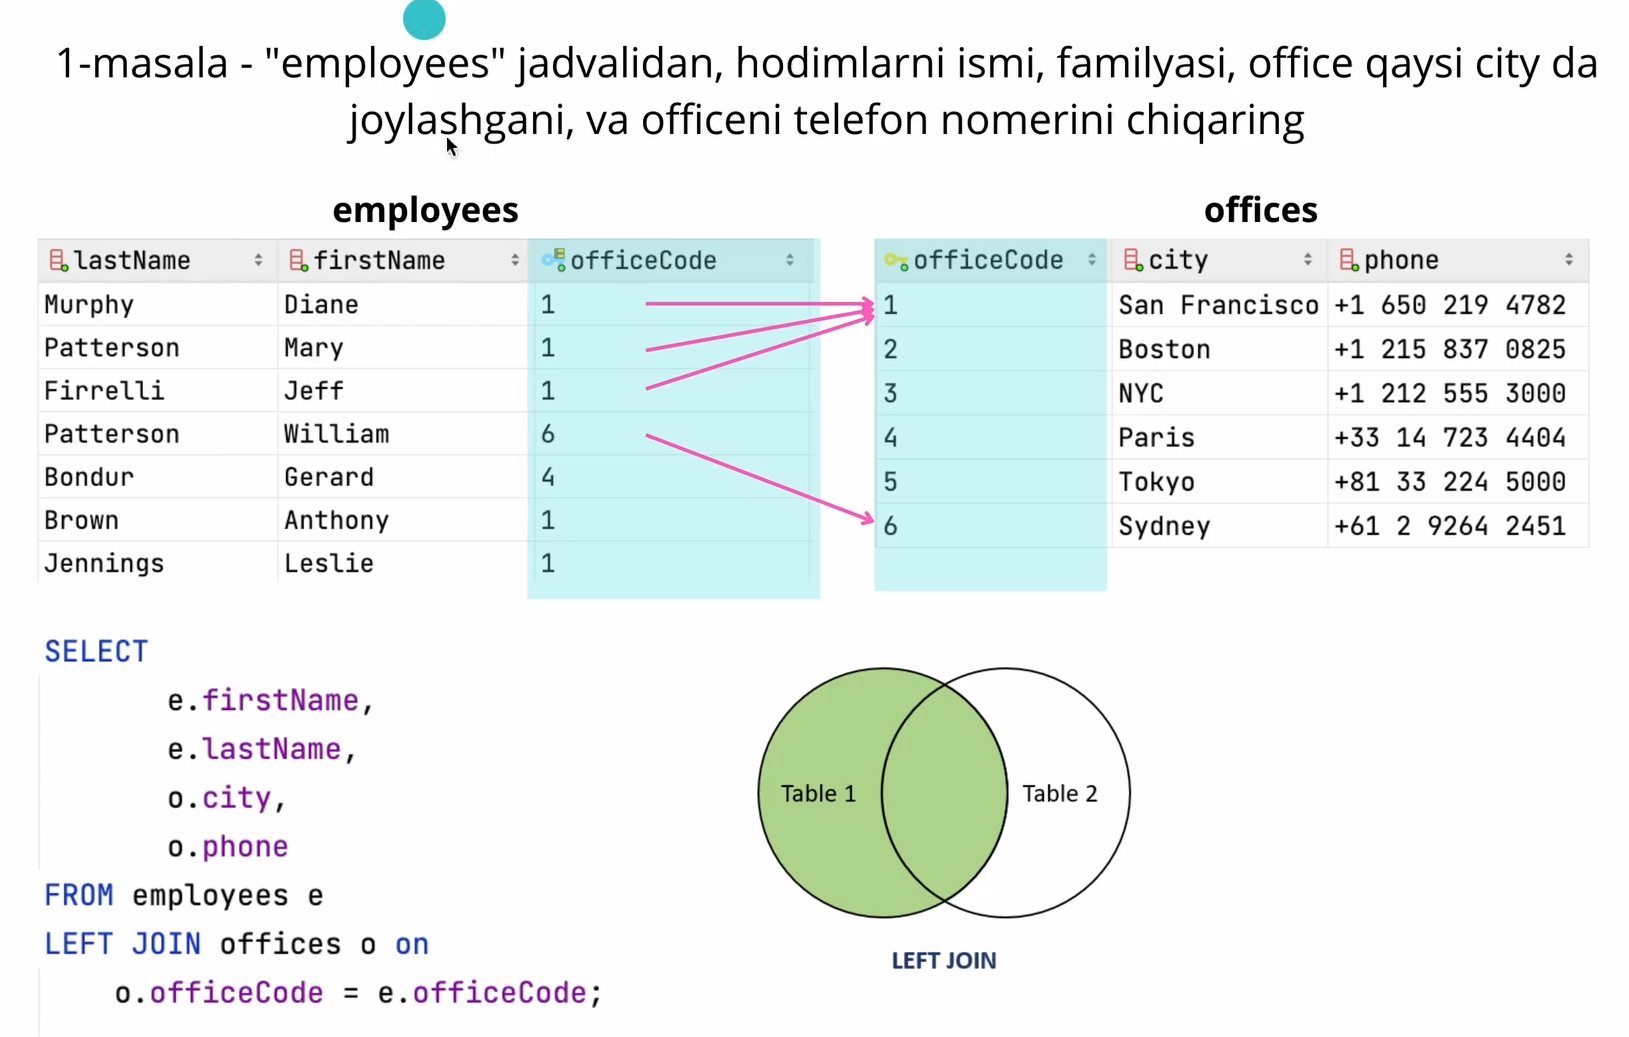 1-masala - "employees" jadvalidan, hodimlarni ismi, familyasi, office qaysi city da
joylashgani, va officeni telefon nomerini chiqaring
employees
lastName firstName officeCode
Murphy Diane 1
Patterson Mary 1
Firrelli Jeff 1
Patterson William 6
Bondur Gerard 4
Brown Anthony 1
Jennings Leslie 1
offices
officeCode city phone
1 San Francisco +1 650 219 4782
2 Boston +1 215 837 0825
3 NYC +1 212 555 3000
4 Paris +33 14 723 4404
5 Tokyo +81 33 224 5000
6 Sydney +61 2 9264 2451
SELECT
e.firstName,
e.lastName,
o.city,
o.phone
FROM employees e
LEFT JOIN offices o on
o.officeCode = e.officeCode;
Table 1 Table 2
LEFT JOIN